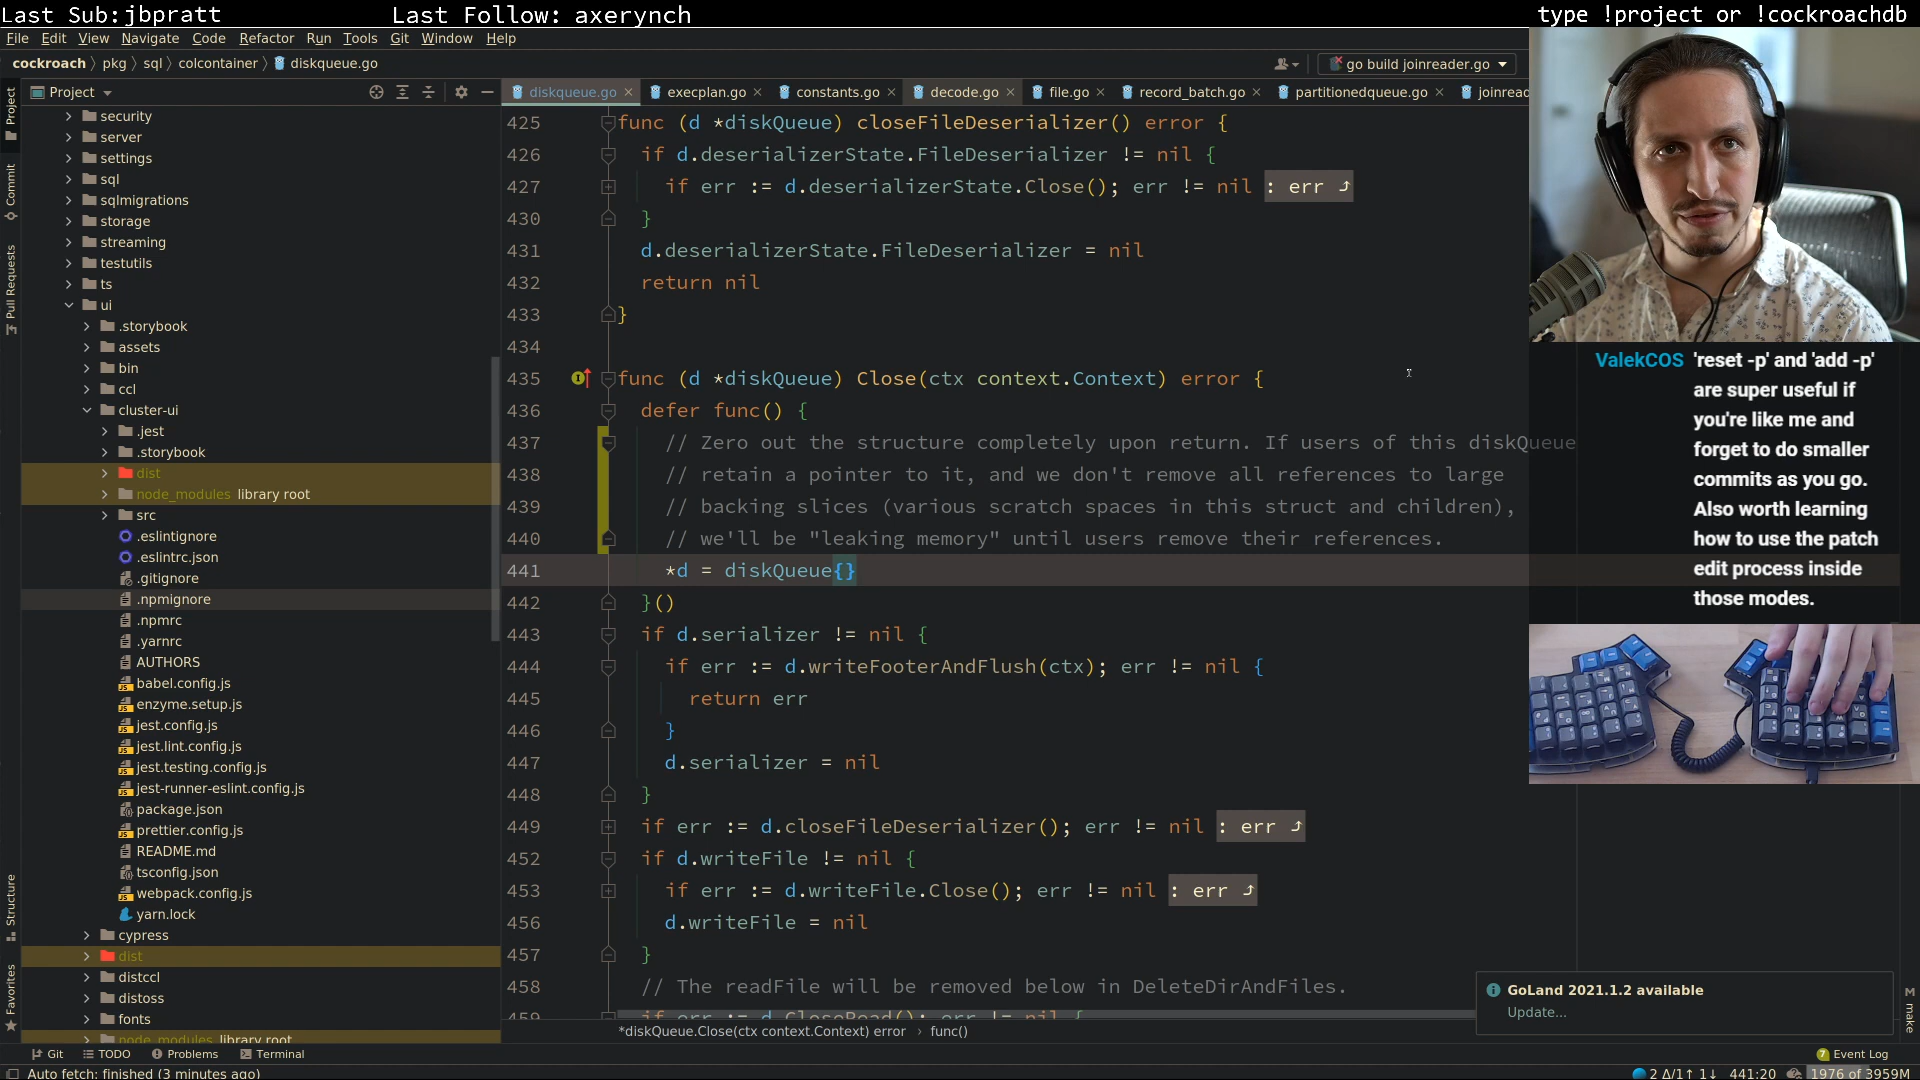 Last Sub:jbpratt
Last Follow: axerynch
type !project or !cockroachdb
File Edit View Navigate Code Refactor Run Tools Git Window Help
cockroach pkg sql colcontainer diskqueue.go
go build joinreader.go
Project
diskqueue.go execplan.go constants.go decode.go file.go record_batch.go partitionedqueue.go joinread
Project
Commit
Pull Requests
Structure
Favorites
security
server
settings
sql
sqlmigrations
storage
streaming
testutils
ts
ui
.storybook
assets
bin
ccl
cluster-ui
.jest
.storybook
dist
node_modules library root
src
.eslintignore
.eslintrc.json
.gitignore
.npmignore
.npmrc
.yarnrc
AUTHORS
babel.config.js
enzyme.setup.js
jest.config.js
jest.lint.config.js
jest.testing.config.js
jest-runner-eslint.config.js
package.json
prettier.config.js
README.md
tsconfig.json
webpack.config.js
yarn.lock
cypress
dist
distccl
distoss
fonts
node_modules library root
425 func (d *diskQueue) closeFileDeserializer() error {
426 if d.deserializerState.FileDeserializer != nil {
427 if err := d.deserializerState.Close(); err != nil : err
430 }
431 d.deserializerState.FileDeserializer = nil
432 return nil
433 }
434
435 func (d *diskQueue) Close(ctx context.Context) error {
436 defer func() {
437 // Zero out the structure completely upon return. If users of this diskQueue
438 // retain a pointer to it, and we don't remove all references to large
439 // backing slices (various scratch spaces in this struct and children),
440 // we'll be "leaking memory" until users remove their references.
441 *d = diskQueue{}
442 }()
443 if d.serializer != nil {
444 if err := d.writeFooterAndFlush(ctx); err != nil {
445 return err
446 }
447 d.serializer = nil
448 }
449 if err := d.closeFileDeserializer(); err != nil : err
452 if d.writeFile != nil {
453 if err := d.writeFile.Close(); err != nil : err
456 d.writeFile = nil
457 }
458 // The readFile will be removed below in DeleteDirAndFiles.
459 if err := d.CloseRead(); err != nil {
*diskQueue.Close(ctx context.Context) error func()
ValekCOS 'reset -p' and 'add -p'
are super useful if
you're like me and
forget to do smaller
commits as you go.
Also worth learning
how to use the patch
edit process inside
those modes.
GoLand 2021.1.2 available
Update...
M
make
Git TODO Problems Terminal
7 Event Log
Auto fetch: finished (3 minutes ago)
2 Δ/1↑ 1↓ 441:20 1976 of 3959M